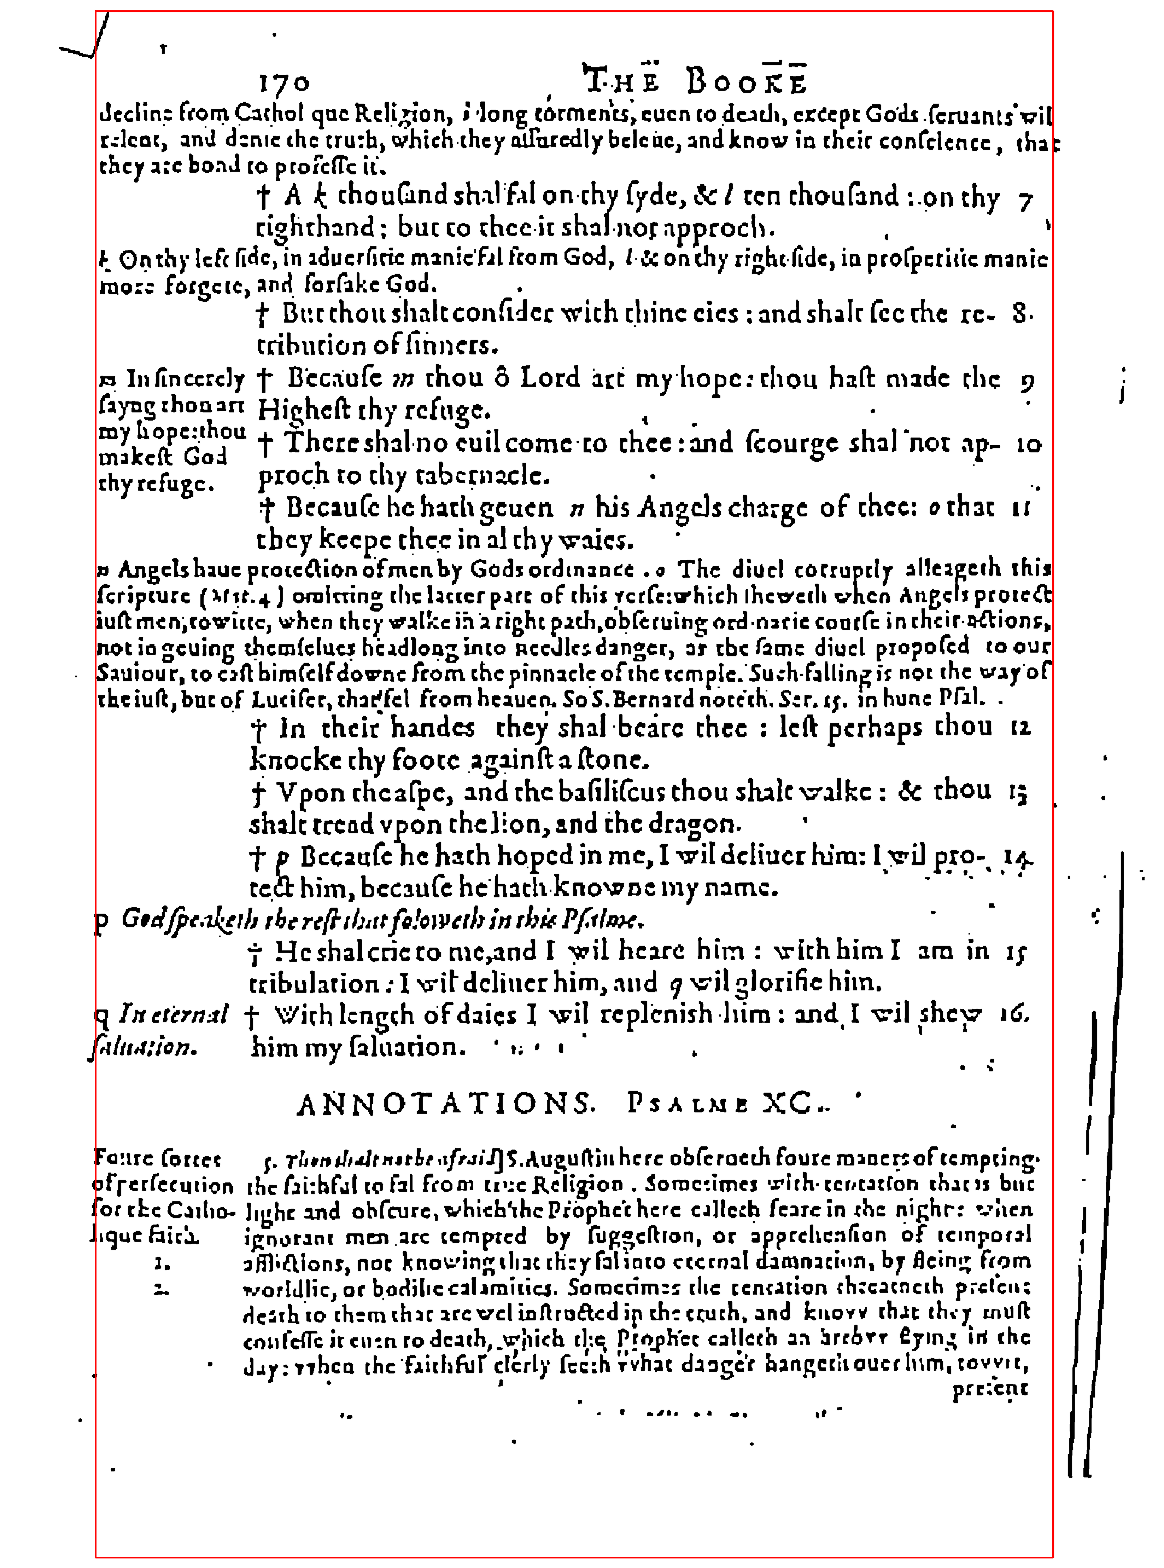 170 THE BOOKE
decline from Cathol que Religion, i long torments, euen to death, except Gods seruants wil
relent, and denie the truth, which they assuredly beleue, and know in their conscience, that
they are bond to professe it.
† A k thousand shal fal on thy syde, & l ten thousand on thy 7
righthand: but to thee it shal not approch.
k On thy left side, in aduersitie manie fal from God, l & on thy right side, in prosperitie manie
more forgete, and forsake God.
† But thou shalt consider with thine eies: and shalt see the re- 8.
tribution of sinners.
m In sincerely
sayng thou art
my hope: thou
makest God
thy refuge.
† Because m thou ô Lord art my hope: thou hast made the 9
Highest thy refuge.
† There shal no euil come to thee: and scourge shal not ap- 10
proch to thy tabernacle.
† Because he hath geuen n his Angels charge of thee: o that 11
they keepe thee in al thy waies.
n Angels haue protection of men by Gods ordinance. o The diuel corruptly alleageth this
scripture (Mat. 4) omitting the latter part of this verse: which sheweth when Angels protect
iust men, towitte, when they walke in a right path, obseruing ord narie course in their actions,
not in geuing themselues headlong into needles danger, as the same diuel proposed to our
Sauiour, to cast himself downe from the pinnacle of the temple. Such falling is not the way of
the iust, but of Lucifer, that fel from heauen. So S. Bernard noteth. Ser. 15. in hunc Psal.
† In their handes they shal beare thee: lest perhaps thou 12
knocke thy foote against a stone.
† Vpon the aspe, and the basiliscus thou shalt walke: & thou 13
shalt tread vpon the lion, and the dragon.
† p Because he hath hoped in me, I wil deliuer him: I wil pro- 14.
tect him, because he hath knowne my name.
p God speaketh the rest that foloweth in this Psalme.
† He shal crie to me, and I wil heare him: with him I am in 15
tribulation: I wil deliuer him, and q wil glorifie him.
q In eternal
saluation.
† With length of daies I wil replenish him: and I wil shew 16.
him my saluation.
ANNOTATIONS. PSALME XC.
Foure sortes
of persecution
for the Catho-
lique faith.
1.
2.
5. Thou shalt not be afraid] S. Augustin here obserueth foure maners of tempting
the faithful to fal from true Religion. Sometimes with tentation that is but
light and obscure, which the Prophet here calleth feare in the night: when
ignorant men are tempted by suggestion, or apprehension of temporal
afflictions, not knowing that they fal into eternal damnation, by fleing from
worldlie, or bodilie calamities. Sometimes the tentation threatneth present
death to them that are wel instructed in the truth, and know that they must
confesse it euen to death, which the Prophet calleth an arrow flying in the
day: when the faithful clerly seeth what danger hangeth ouer him, towit,
present